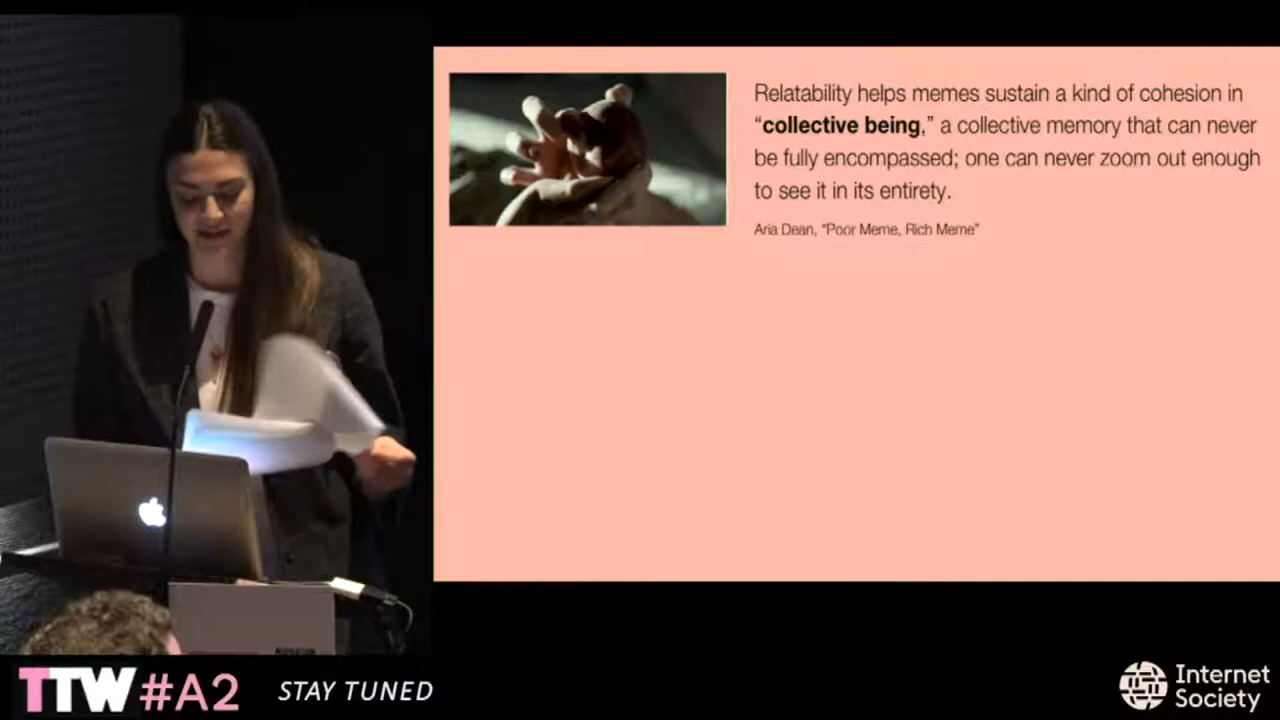 Relatability helps memes sustain a kind of cohesion in
“collective being,” a collective memory that can never
be fully encompassed; one can never zoom out enough
to see it in its entirety.
Aria Dean, “Poor Meme, Rich Meme”
TTW #A2
STAY TUNED
Internet
Society